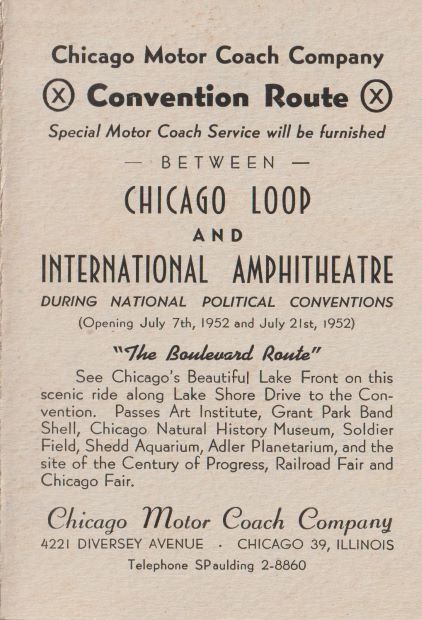 Chicago Motor Coach Company
X Convention Route X
Special Motor Coach Service will be furnished
— BETWEEN —
CHICAGO LOOP
AND
INTERNATIONAL AMPHITHEATRE
DURING NATIONAL POLITICAL CONVENTIONS
(Opening July 7th, 1952 and July 21st, 1952)
"The Boulevard Route"
See Chicago's Beautiful Lake Front on this
scenic ride along Lake Shore Drive to the Con-
vention. Passes Art Institute, Grant Park Band
Shell, Chicago Natural History Museum, Soldier
Field, Shedd Aquarium, Adler Planetarium, and the
site of the Century of Progress, Railroad Fair and
Chicago Fair.
Chicago Motor Coach Company
4221 DIVERSEY AVENUE · CHICAGO 39, ILLINOIS
Telephone SPaulding 2-8860